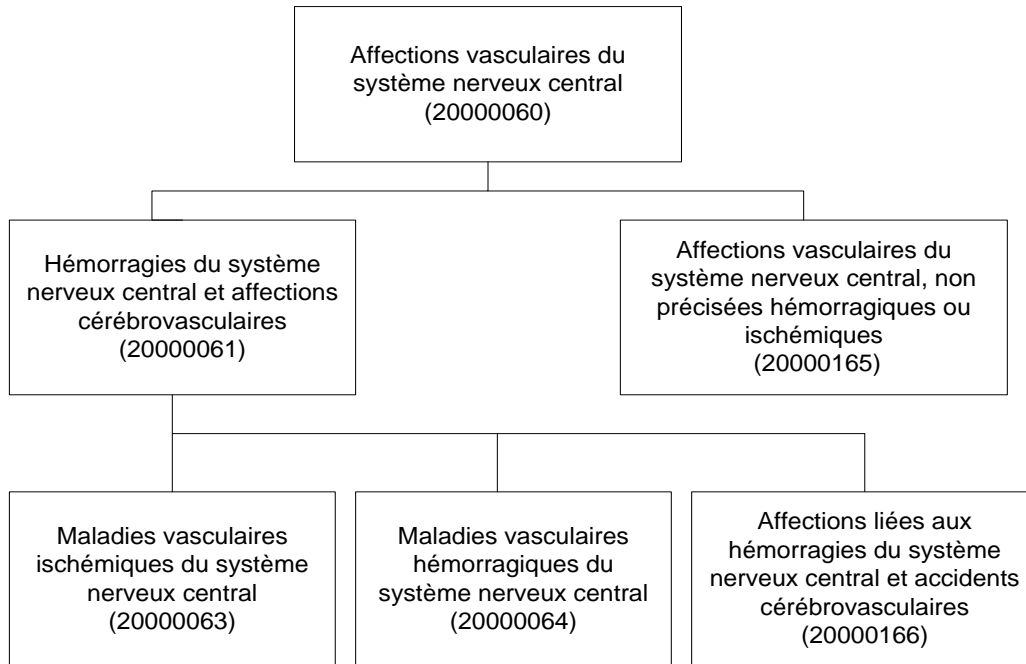 Affections vasculaires du
système nerveux central
(20000060)
Hémorragies du système
nerveux central et affections
cérébrovasculaires
(20000061)
Affections vasculaires du
système nerveux central, non
précisées hémorragiques ou
ischémiques
(20000165)
Maladies vasculaires
ischémiques du système
nerveux central
(20000063)
Maladies vasculaires
hémorragiques du
système nerveux central
(20000064)
Affections liées aux
hémorragies du système
nerveux central et accidents
cérébrovasculaires
(20000166)